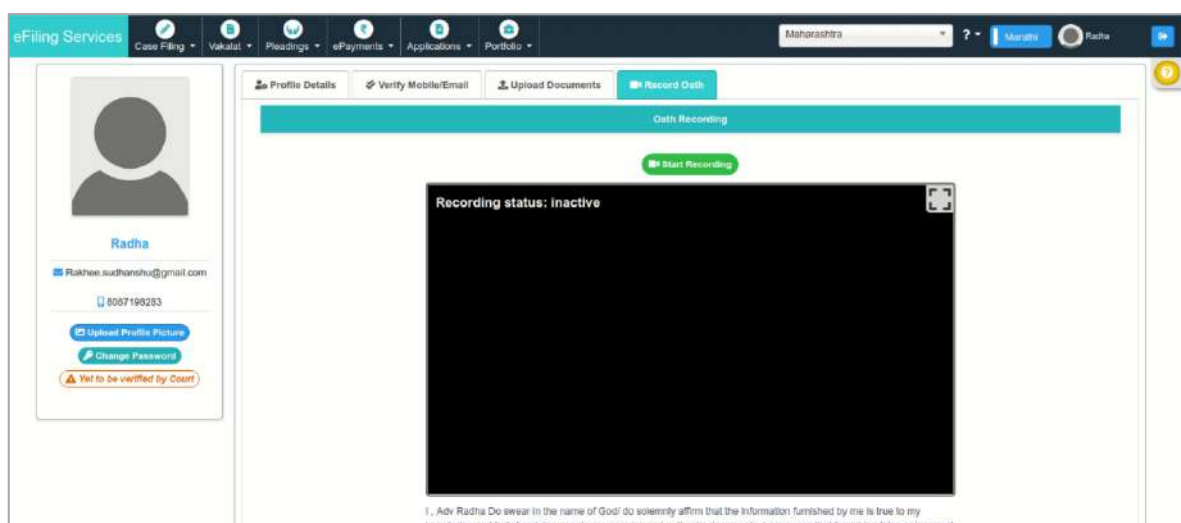 eFiling Services
Case Filing
Vakalat
Pleadings
ePayments
Applications
Portfolio
Maharashtra
?
Marathi
Radha
Profile Details
Verify Mobile/Email
Upload Documents
Record Oath
Oath Recording
Start Recording
Recording status: inactive
Radha
Rakhee.sudhanshu@gmail.com
8087198283
Upload Profile Picture
Change Password
Yet to be verified by Court
I , Adv Radha Do swear in the name of God/ do solemnly affirm that the information furnished by me is true to my